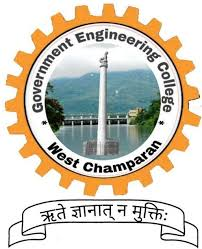 Government Engineering College
West Champaran
ऋते ज्ञानात् न मुक्तिः